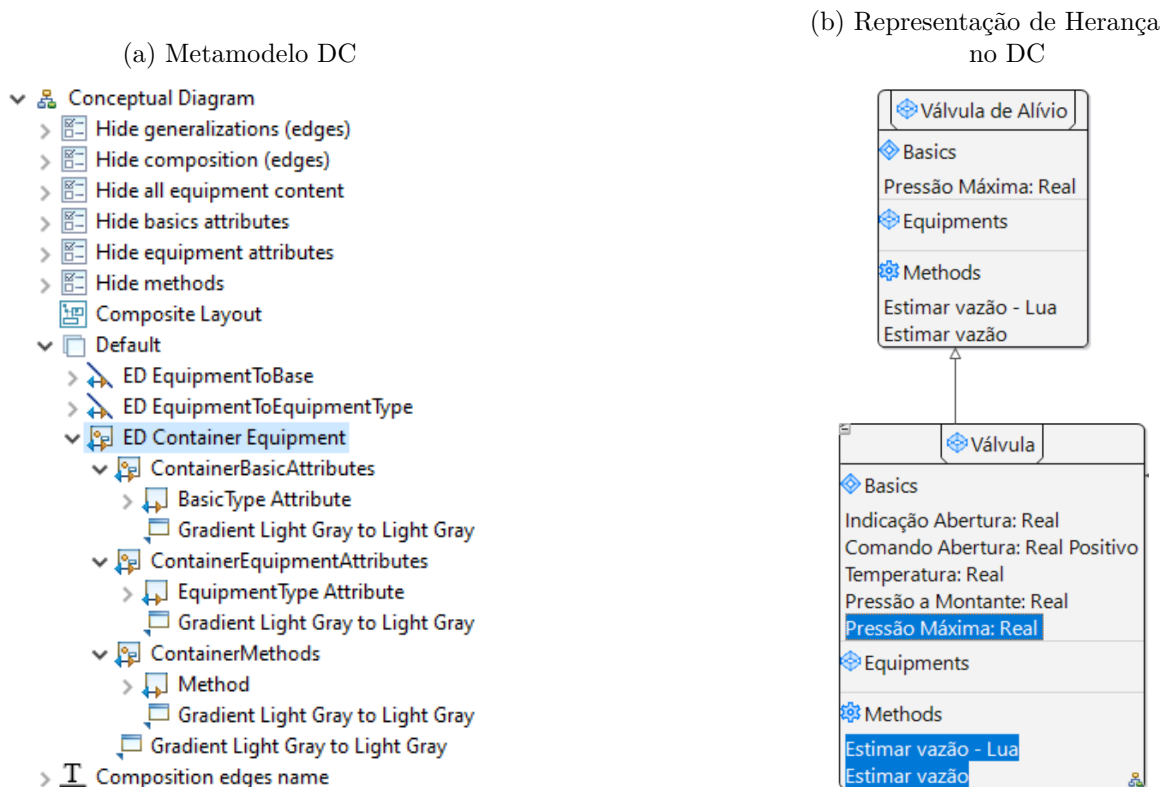 (a) Metamodelo DC
Conceptual Diagram
Hide generalizations (edges)
Hide composition (edges)
Hide all equipment content
Hide basics attributes
Hide equipment attributes
Hide methods
Composite Layout
Default
ED EquipmentToBase
ED EquipmentToEquipmentType
ED Container Equipment
ContainerBasicAttributes
BasicType Attribute
Gradient Light Gray to Light Gray
ContainerEquipmentAttributes
EquipmentType Attribute
Gradient Light Gray to Light Gray
ContainerMethods
Method
Gradient Light Gray to Light Gray
Gradient Light Gray to Light Gray
Composition edges name
(b) Representação de Herança
no DC
Válvula de Alívio
Basics
Pressão Máxima: Real
Equipments
Methods
Estimar vazão - Lua
Estimar vazão
Válvula
Basics
Indicação Abertura: Real
Comando Abertura: Real Positivo
Temperatura: Real
Pressão a Montante: Real
Pressão Máxima: Real
Equipments
Methods
Estimar vazão - Lua
Estimar vazão